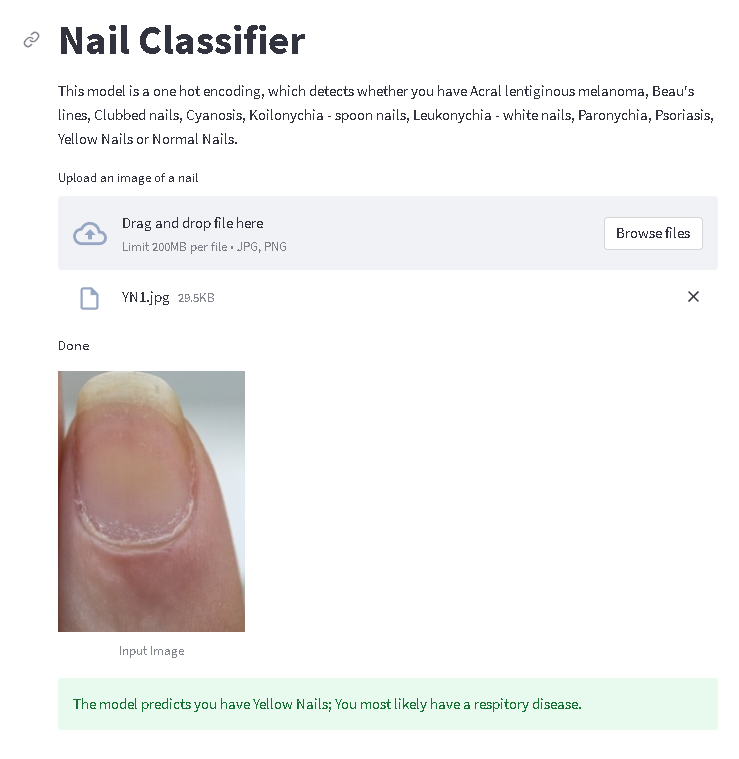 Nail Classifier
This model is a one hot encoding, which detects whether you have Acral lentiginous melanoma, Beau's
lines, Clubbed nails, Cyanosis, Koilonychia - spoon nails, Leukonychia - white nails, Paronychia, Psoriasis,
Yellow Nails or Normal Nails.
Upload an image of a nail
Drag and drop file here
Limit 200MB per file • JPG, PNG
Browse files
YN1.jpg 29.5KB
Done
Input Image
The model predicts you have Yellow Nails; You most likely have a respitory disease.